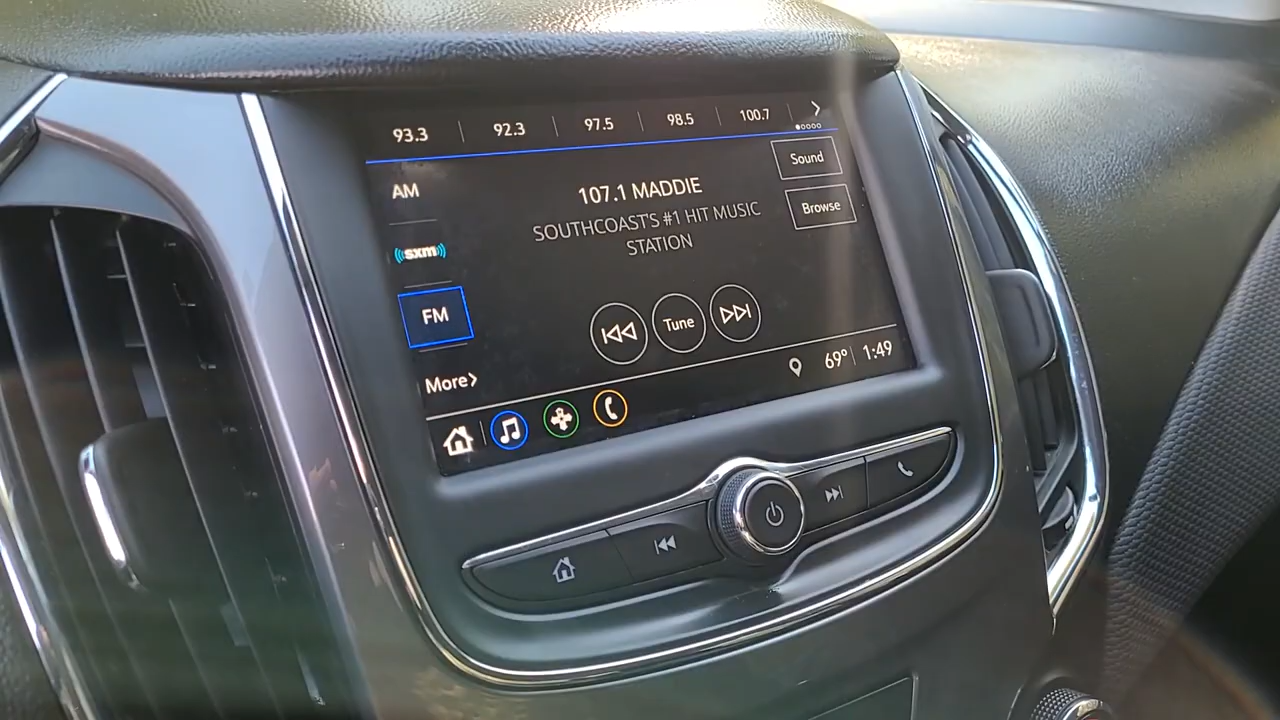 93.3 92.3 97.5 98.5 100.7
AM
Sound
107.1 MADDIE
Browse
SOUTHCOAST'S #1 HIT MUSIC
STATION
((sxm))
FM
Tune
More
69° 1:49